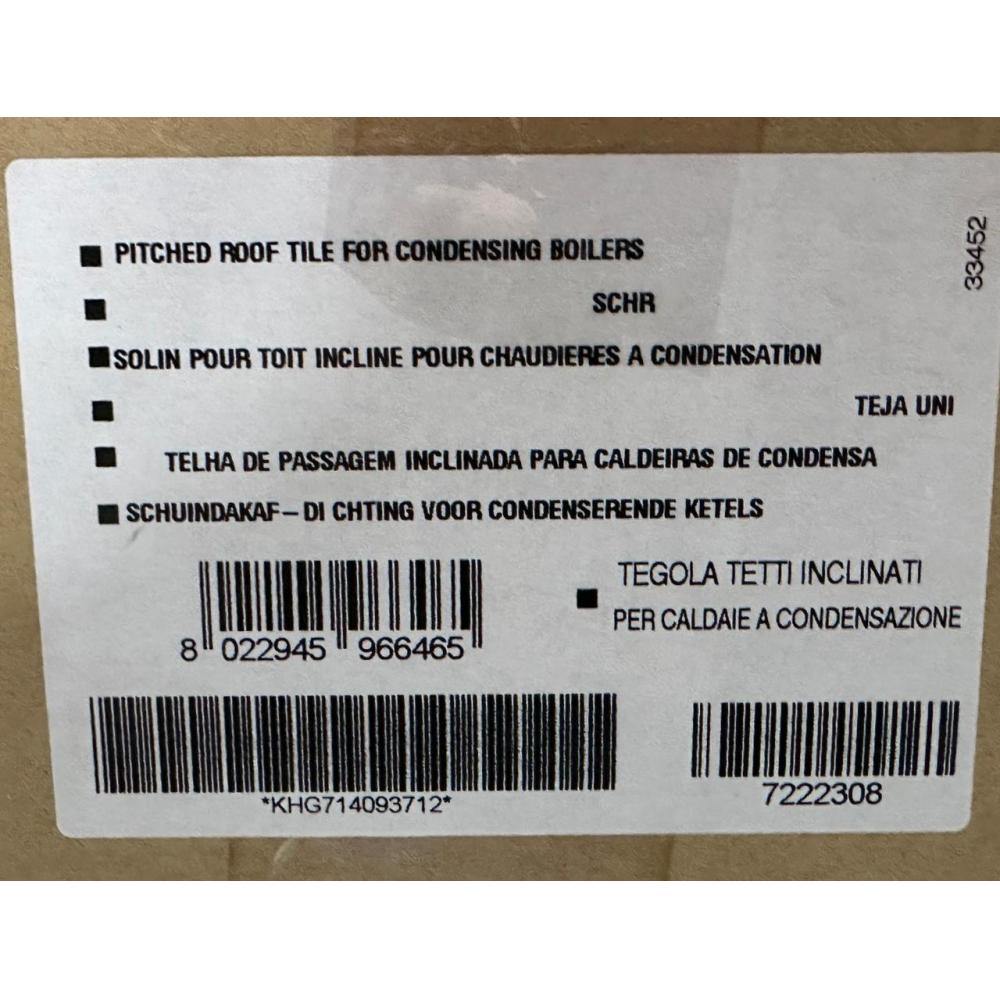 PITCHED ROOF TILE FOR CONDENSING BOILERS
33452
SCHR
SOLIN POUR TOIT INCLINE POUR CHAUDIERES A CONDENSATION
TEJA UNI
TELHA DE PASSAGEM INCLINADA PARA CALDEIRAS DE CONDENSA
SCHUINDAKAF–DI CHTING VOOR CONDENSERENDE KETELS
TEGOLA TETTI INCLINATI
PER CALDAIE A CONDENSAZIONE
8 022945 966465
*KHG714093712*
7222308